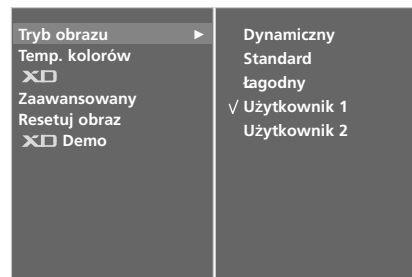 Tryb obrazu ►
Temp. kolorów
XD
Zaawansowany
Resetuj obraz
XD Demo
Dynamiczny
Standard
Łagodny
√ Użytkownik 1
Użytkownik 2